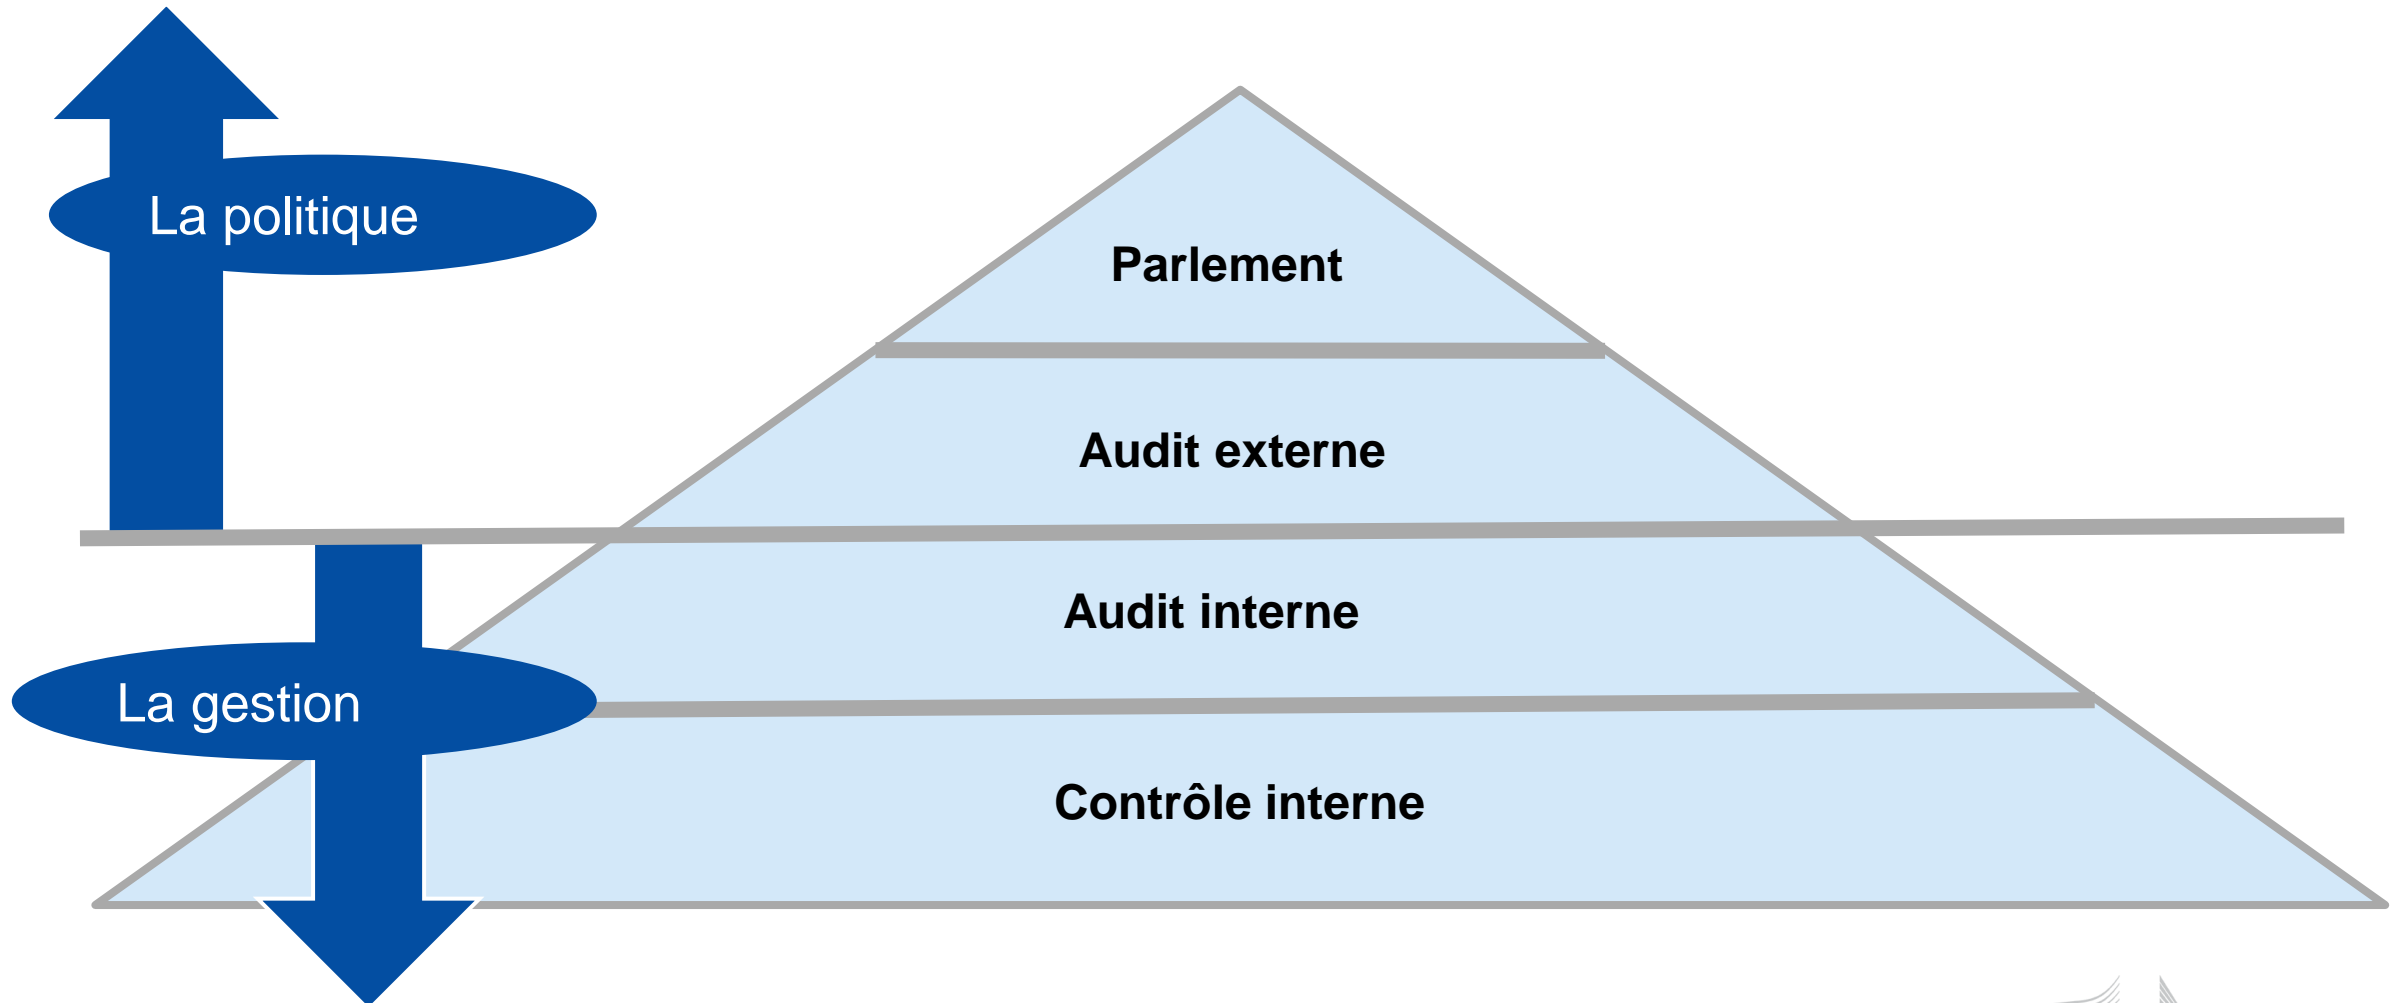 La politique
Parlement
Audit externe
Audit interne
La gestion
Contrôle interne